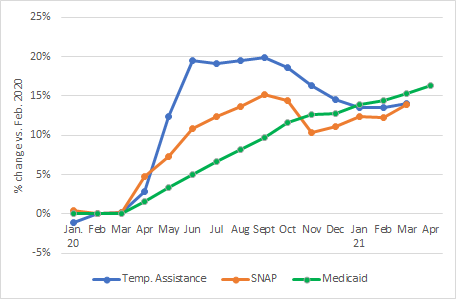 25%
20%
15%
10%
5%
0%
-5%
% change vs. Feb. 2020
Jan. Feb Mar Apr May Jun Jul Aug Sept Oct Nov Dec Jan Feb Mar Apr
20 21
Temp. Assistance SNAP Medicaid